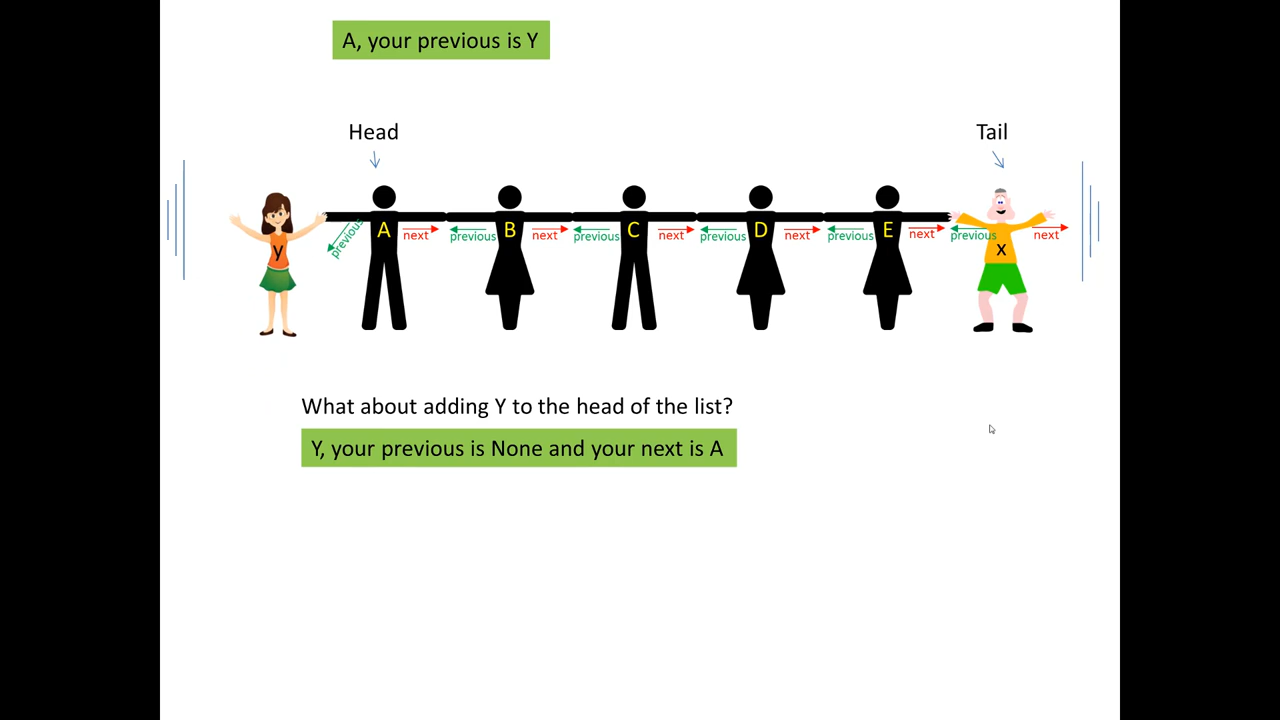 A, your previous is Y
Head
Tail
Y
previous
A
next
previous
B
next
previous
C
next
previous
D
next
previous
E
next
previous
X
next
What about adding Y to the head of the list?
Y, your previous is None and your next is A